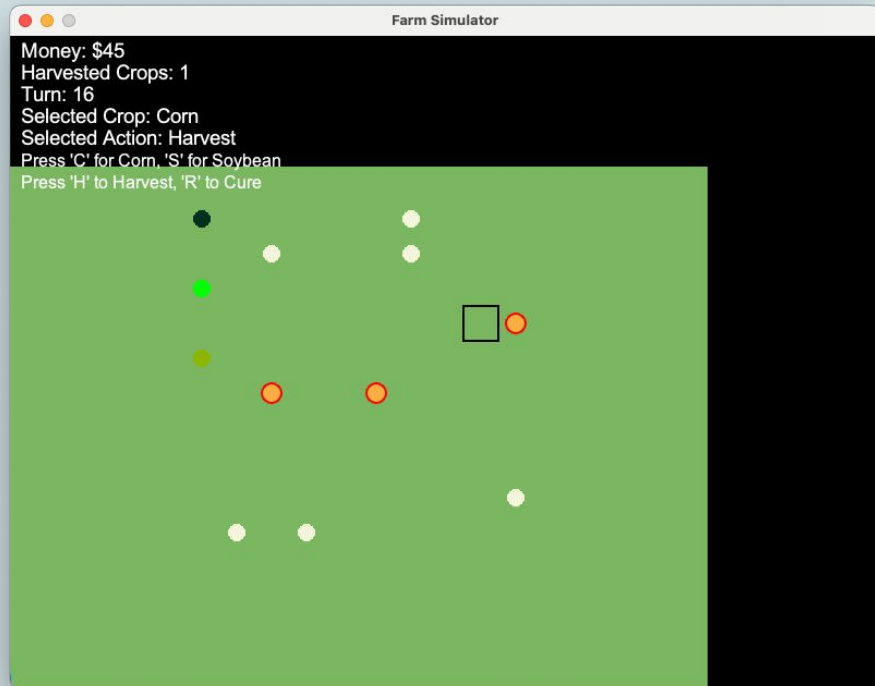 Farm Simulator
Money: $45
Harvested Crops: 1
Turn: 16
Selected Crop: Corn
Selected Action: Harvest
Press 'C' for Corn, 'S' for Soybean
Press 'H' to Harvest, 'R' to Cure